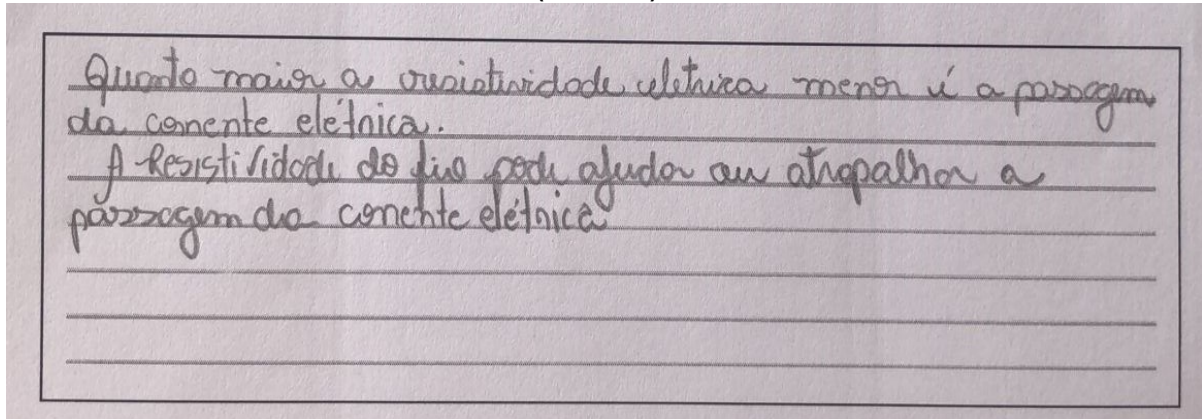 Quanto maior a resistividade eletrica menor é a passagem
da corrente elétrica.
A Resistividade do fio pode ajudar ou atrapalhar a
passagem da corrente elétrica